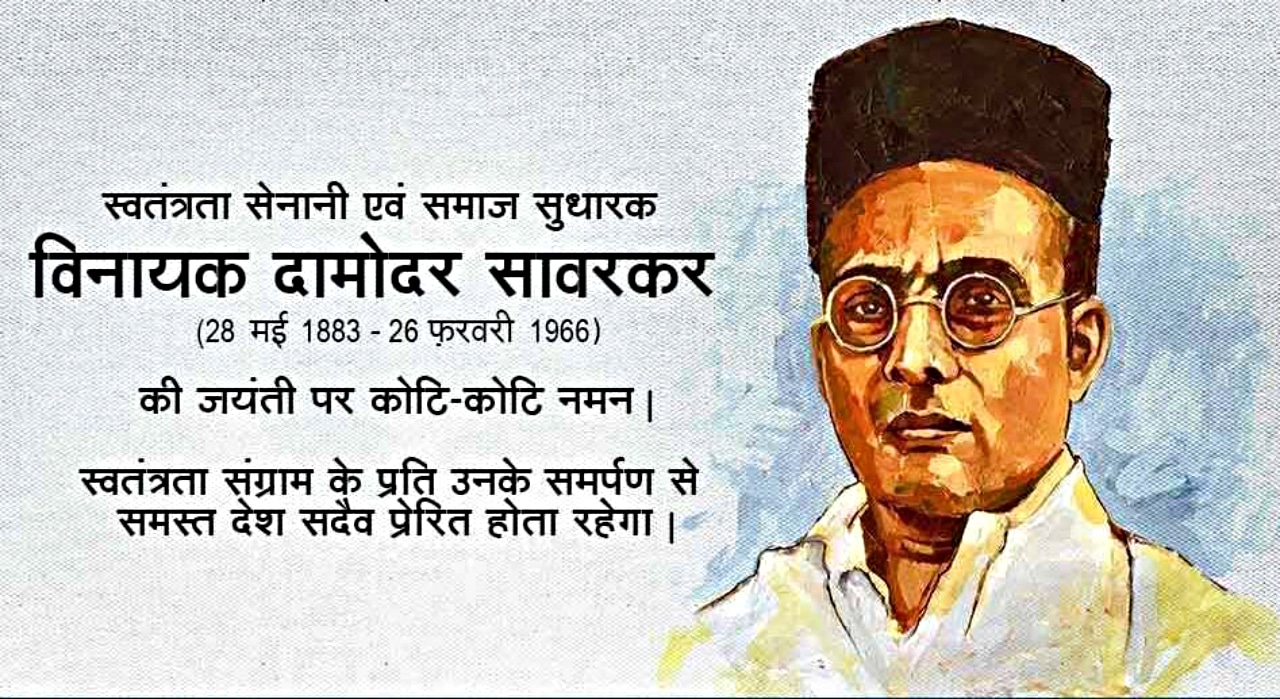 स्वतंत्रता सेनानी एवं समाज सुधारक
विनायक दामोदर सावरकर
(28 मई 1883 - 26 फ़रवरी 1966)
की जयंती पर कोटि-कोटि नमन।
स्वतंत्रता संग्राम के प्रति उनके समर्पण से
समस्त देश सदैव प्रेरित होता रहेगा।